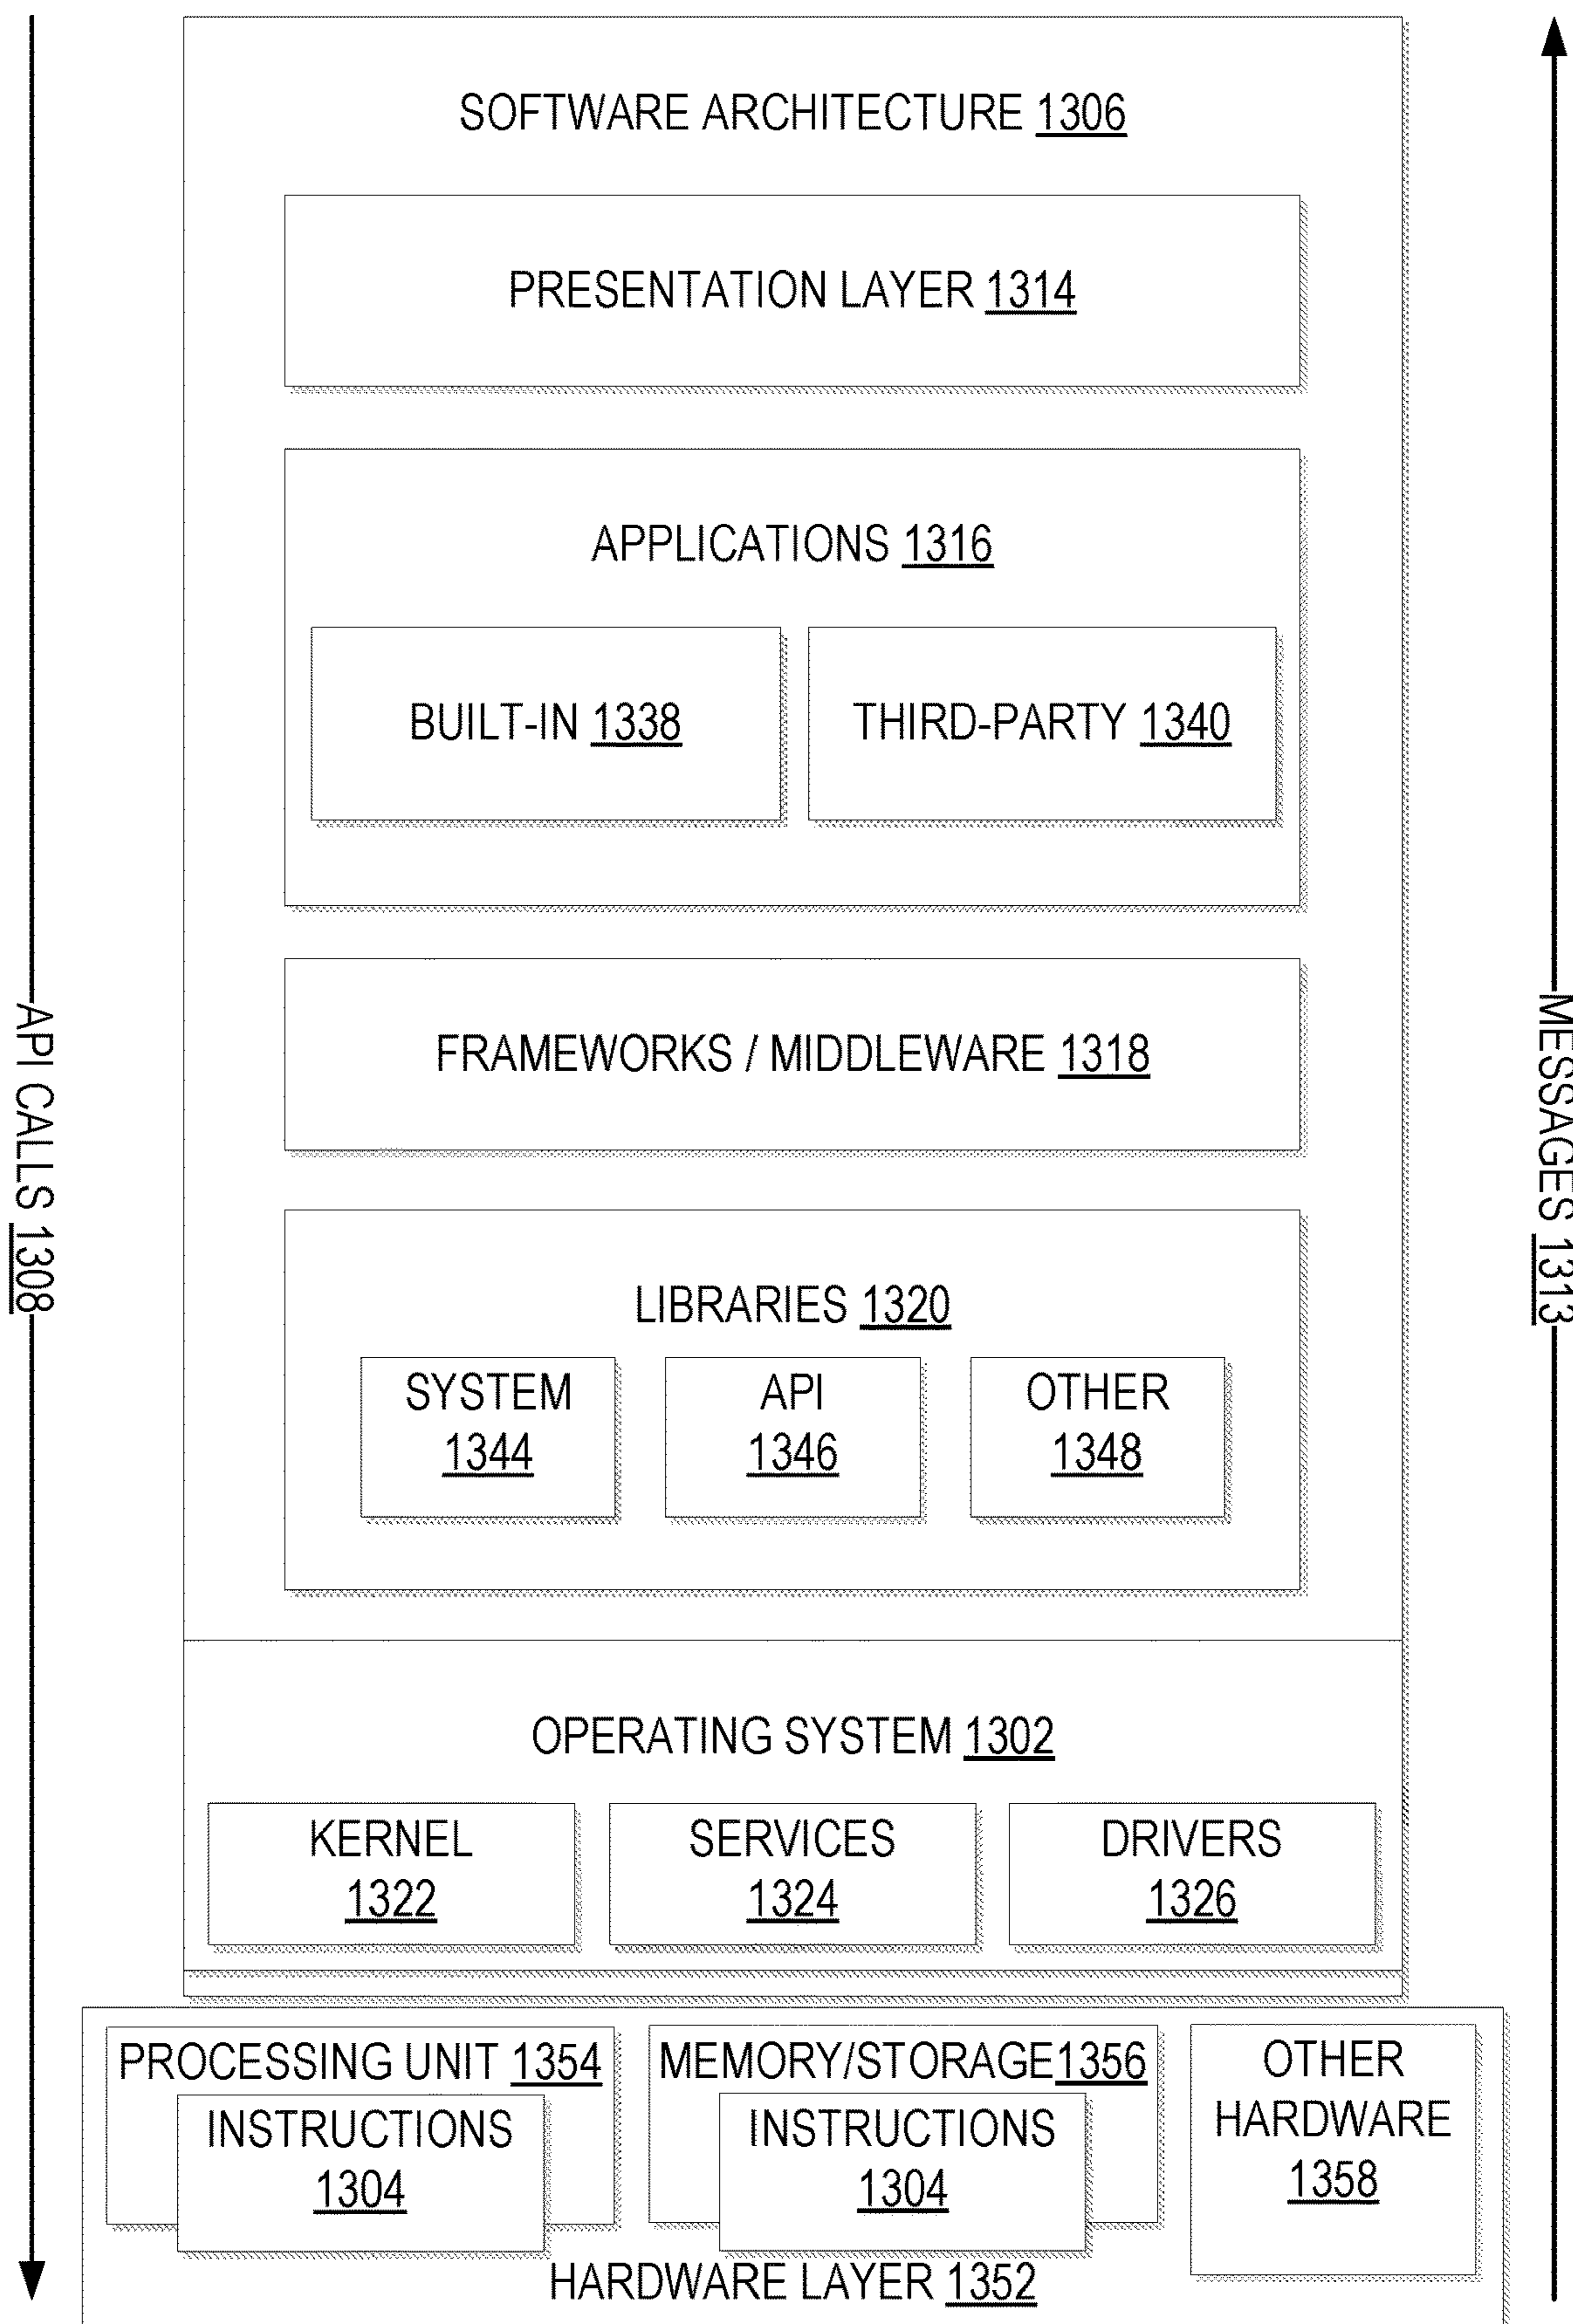 SOFTWARE ARCHITECTURE 1306
PRESENTATION LAYER 1314
APPLICATIONS 1316
BUILT-IN 1338
THIRD-PARTY 1340
FRAMEWORKS / MIDDLEWARE 1318
API CALLS 1308
MESSAGES 1313
LIBRARIES 1320
SYSTEM
1344
API
1346
OTHER
1348
OPERATING SYSTEM 1302
KERNEL
1322
SERVICES
1324
DRIVERS
1326
PROCESSING UNIT 1354
INSTRUCTIONS
1304
MEMORY/STORAGE1356
INSTRUCTIONS
1304
OTHER
HARDWARE
1358
HARDWARE LAYER 1352